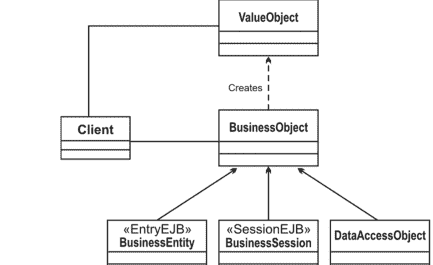 ValueObject
Creates
Client
BusinessObject
«EntryEJB»
BusinessEntity
«SessionEJB»
BusinessSession
DataAccessObject